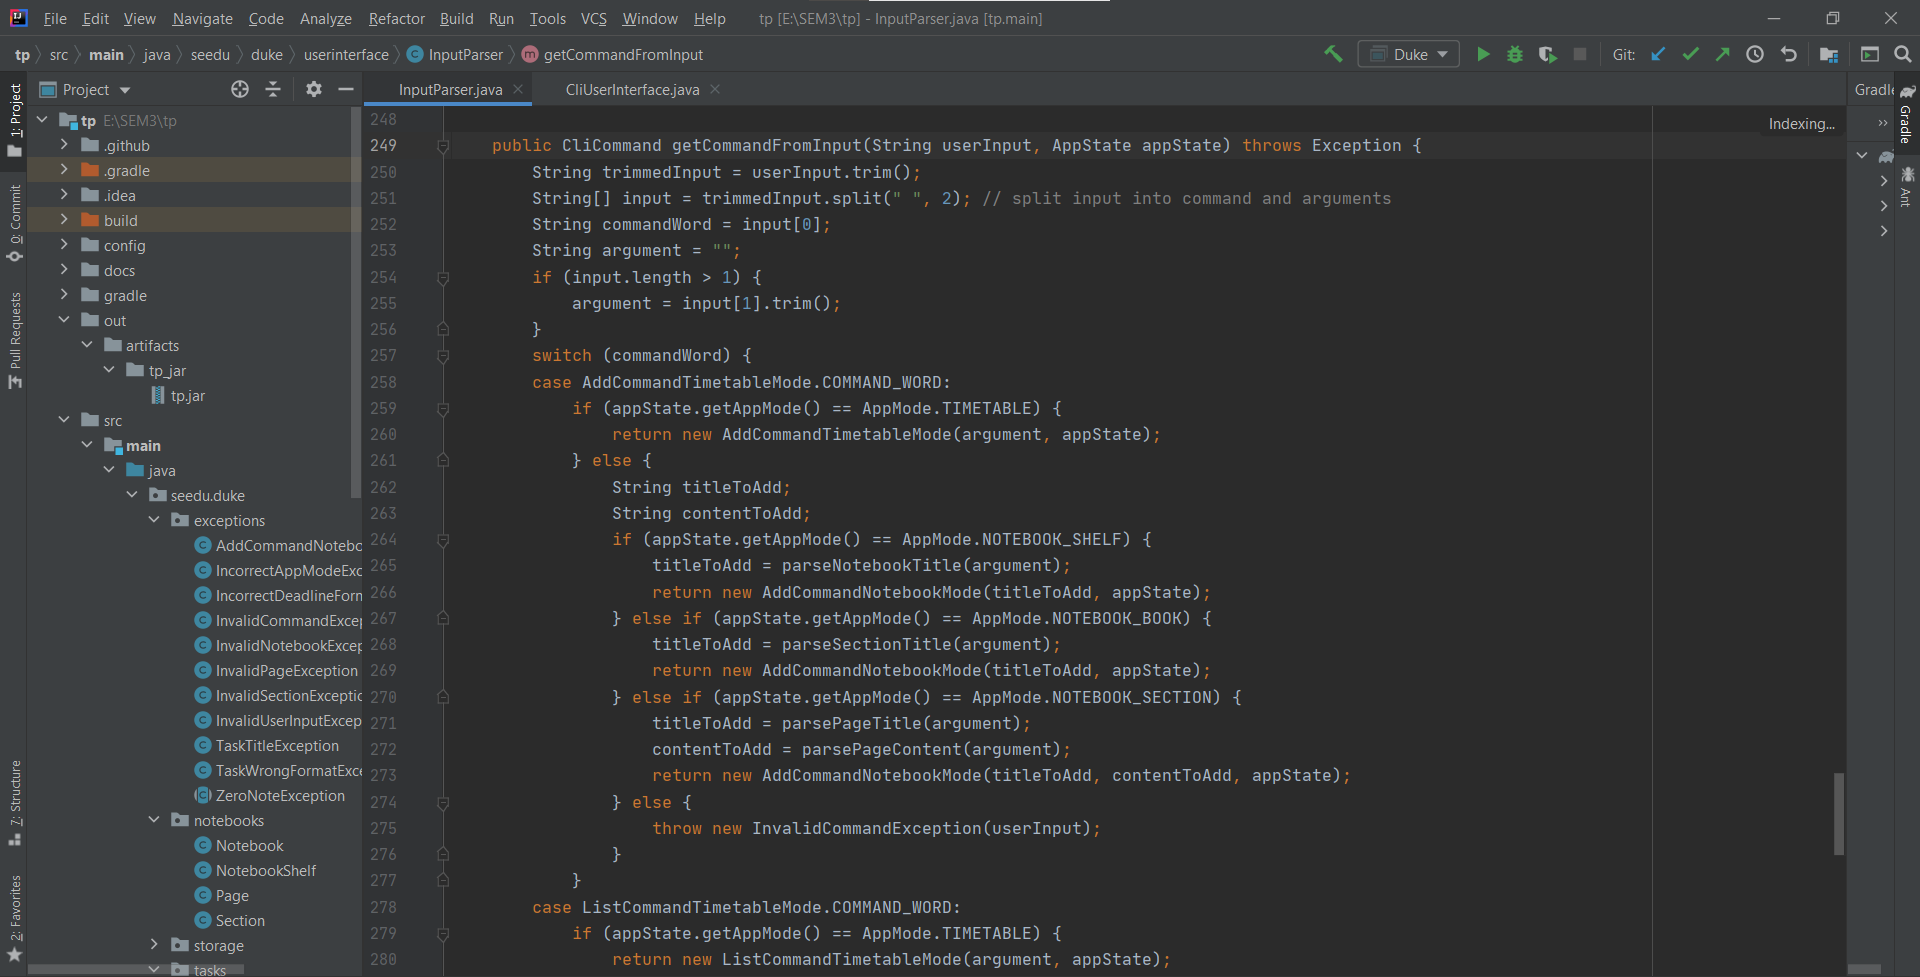 File Edit View Navigate Code Analyze Refactor Build Run Tools VCS Window Help tp [E:\SEM3\tp] - InputParser.java [tp.main]
tp src main java seedu duke userinterface InputParser getCommandFromInput Duke Git:
Project InputParser.java CliUserInterface.java Gradle
1: Project
0: Commit
Pull Requests
7: Structure
2: Favorites
tp E:\SEM3\tp
.github
.gradle
.idea
build
config
docs
gradle
out
artifacts
tp_jar
tp.jar
src
main
java
seedu.duke
exceptions
AddCommandNotebo
IncorrectAppModeExc
IncorrectDeadlineForm
InvalidCommandExcep
InvalidNotebookExcep
InvalidPageException
InvalidSectionExceptio
InvalidUserInputExcep
TaskTitleException
TaskWrongFormatExce
ZeroNoteException
notebooks
Notebook
NotebookShelf
Page
Section
storage
tasks
248
249 public CliCommand getCommandFromInput(String userInput, AppState appState) throws Exception {
250 String trimmedInput = userInput.trim();
251 String[] input = trimmedInput.split(" ", 2); // split input into command and arguments
252 String commandWord = input[0];
253 String argument = "";
254 if (input.length > 1) {
255 argument = input[1].trim();
256 }
257 switch (commandWord) {
258 case AddCommandTimetableMode.COMMAND_WORD:
259 if (appState.getAppMode() == AppMode.TIMETABLE) {
260 return new AddCommandTimetableMode(argument, appState);
261 } else {
262 String titleToAdd;
263 String contentToAdd;
264 if (appState.getAppMode() == AppMode.NOTEBOOK_SHELF) {
265 titleToAdd = parseNotebookTitle(argument);
266 return new AddCommandNotebookMode(titleToAdd, appState);
267 } else if (appState.getAppMode() == AppMode.NOTEBOOK_BOOK) {
268 titleToAdd = parseSectionTitle(argument);
269 return new AddCommandNotebookMode(titleToAdd, appState);
270 } else if (appState.getAppMode() == AppMode.NOTEBOOK_SECTION) {
271 titleToAdd = parsePageTitle(argument);
272 contentToAdd = parsePageContent(argument);
273 return new AddCommandNotebookMode(titleToAdd, contentToAdd, appState);
274 } else {
275 throw new InvalidCommandException(userInput);
276 }
277 }
278 case ListCommandTimetableMode.COMMAND_WORD:
279 if (appState.getAppMode() == AppMode.TIMETABLE) {
280 return new ListCommandTimetableMode(argument, appState);
Indexing...
Gradle
Ant